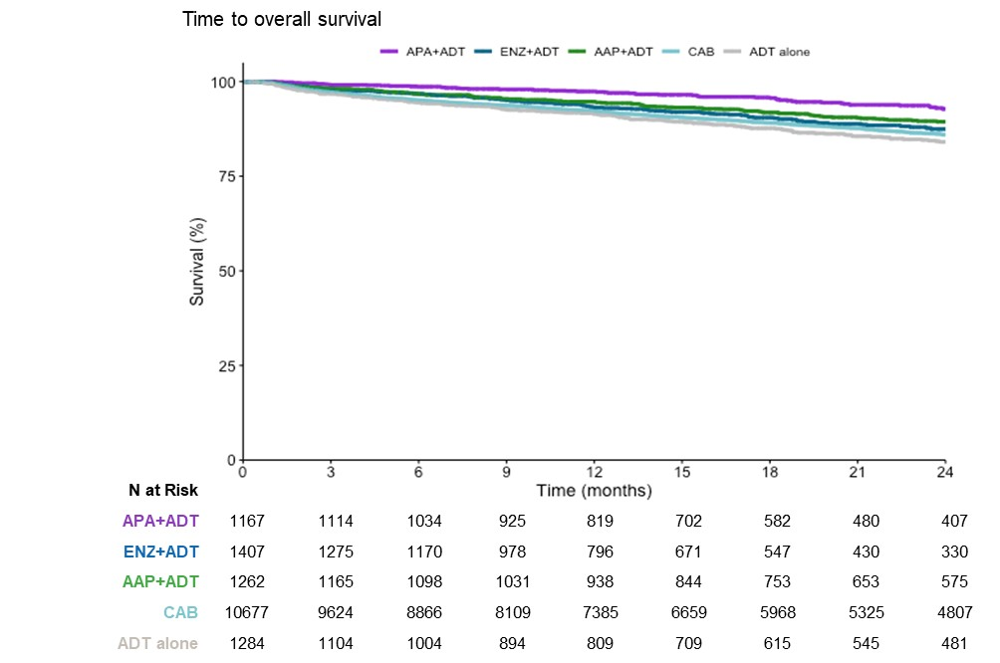 Time to overall survival
APA+ADT ENZ+ADT AAP+ADT CAB ADT alone
100
75
50
25
0
Survival (%)
0 3 6 9 12 15 18 21 24
Time (months)
N at Risk
APA+ADT 1167 1114 1034 925 819 702 582 480 407
ENZ+ADT 1407 1275 1170 978 796 671 547 430 330
AAP+ADT 1262 1165 1098 1031 938 844 753 653 575
CAB 10677 9624 8866 8109 7385 6659 5968 5325 4807
ADT alone 1284 1104 1004 894 809 709 615 545 481